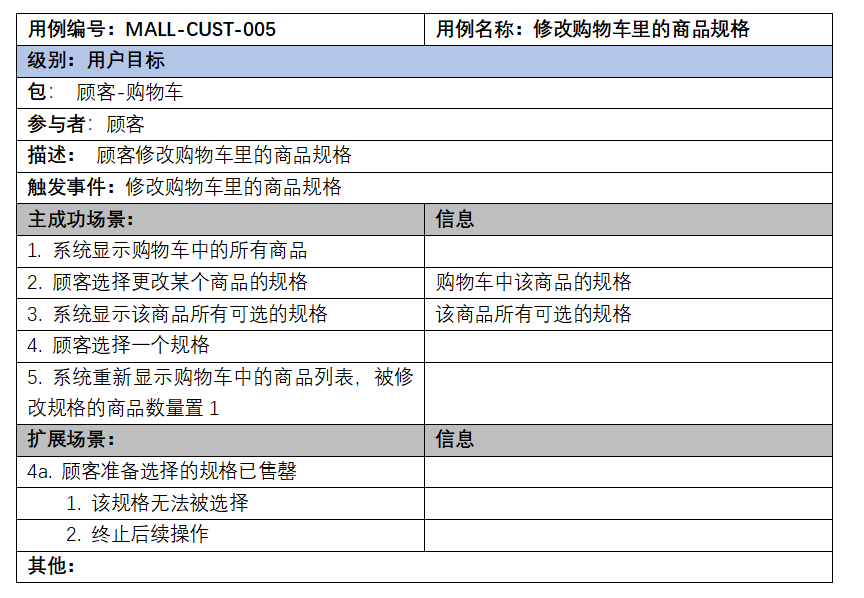 用例编号：MALL-CUST-005 用例名称：修改购物车里的商品规格
级别：用户目标
包： 顾客-购物车
参与者：顾客
描述： 顾客修改购物车里的商品规格
触发事件：修改购物车里的商品规格
主成功场景： 信息
1. 系统显示购物车中的所有商品
2. 顾客选择更改某个商品的规格 购物车中该商品的规格
3. 系统显示该商品所有可选的规格 该商品所有可选的规格
4. 顾客选择一个规格
5. 系统重新显示购物车中的商品列表，被修
改规格的商品数量置 1
扩展场景： 信息
4a. 顾客准备选择的规格已售罄
1. 该规格无法被选择
2. 终止后续操作
其他：